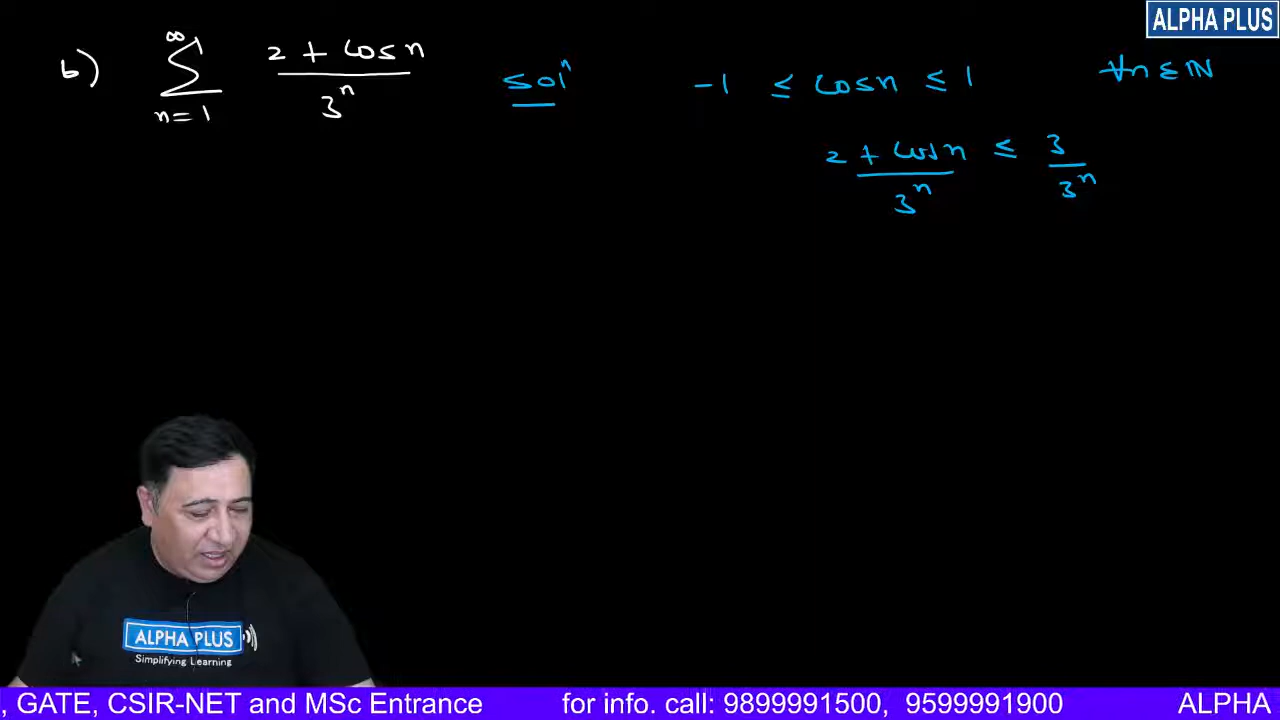 ALPHA PLUS
b) ∞ ∑ n = 1 2 + cos n / 3^n solⁿ -1 ≤ cos n ≤ 1 ∀n ∈ ℕ
2 + cos n / 3^n ≤ 3 / 3^n
ALPHA PLUS
Simplifying Learning
, GATE, CSIR-NET and MSc Entrance for info. call: 9899991500, 9599991900 ALPHA